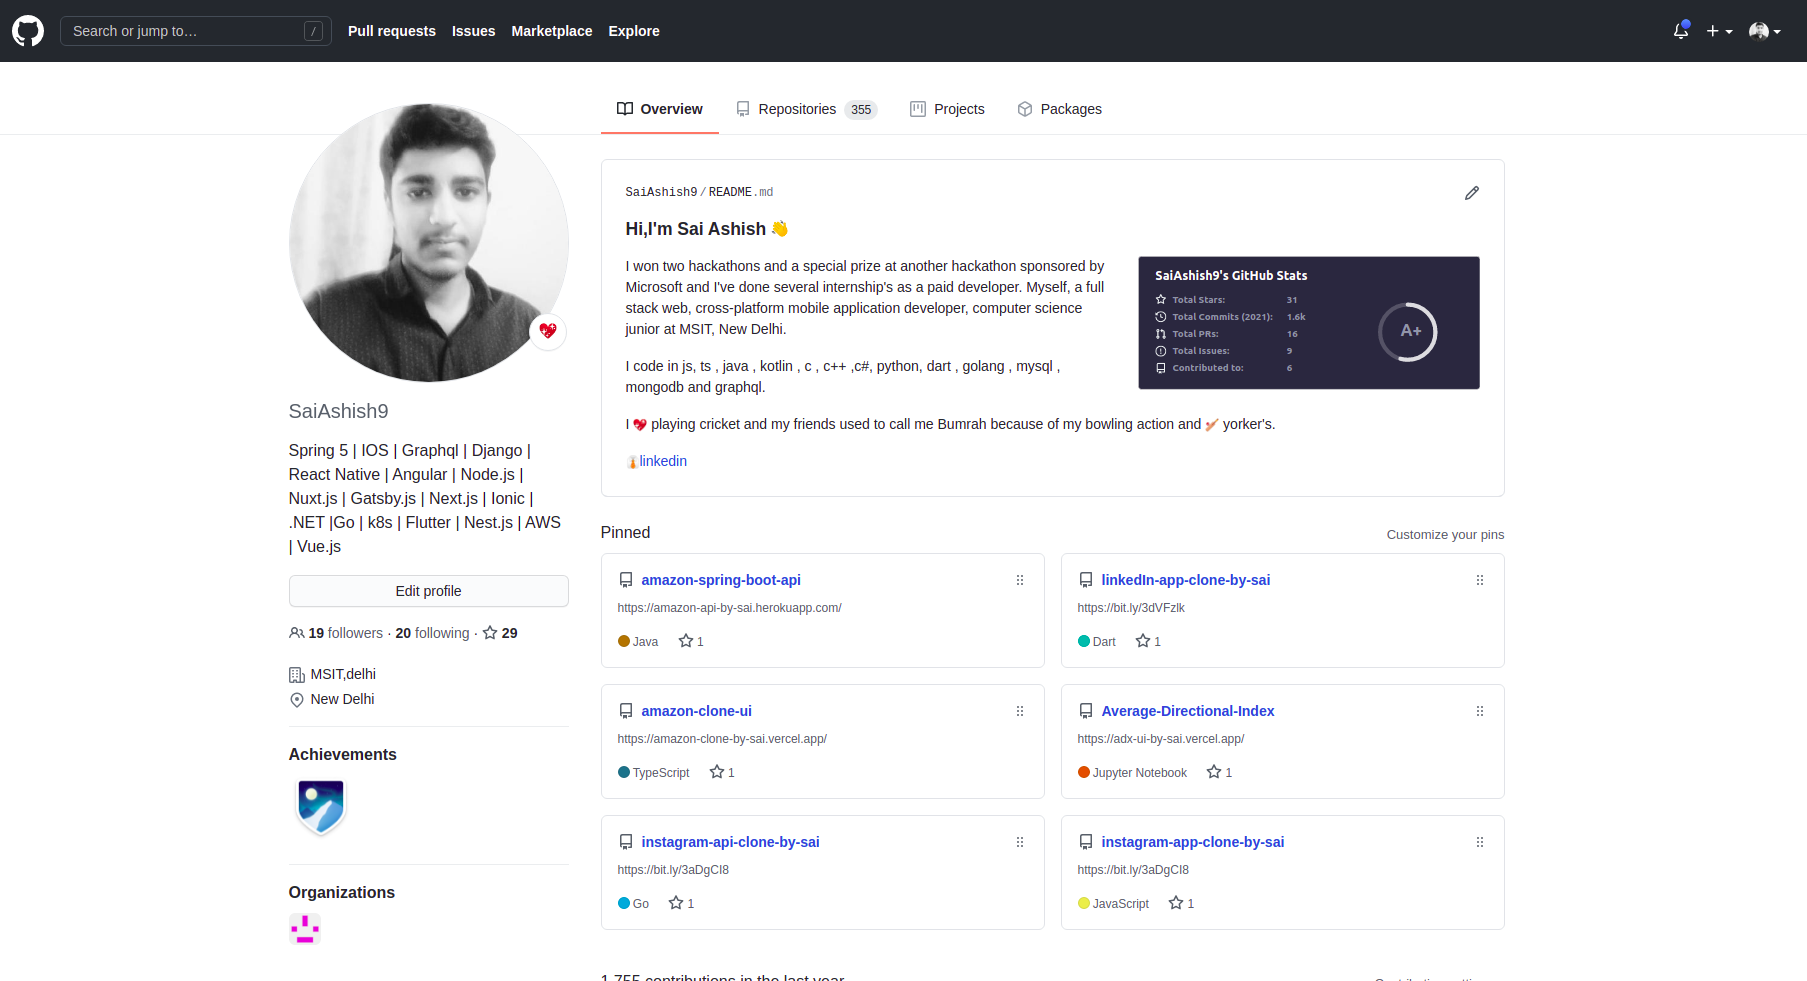 Search or jump to…
/
Pull requests
Issues
Marketplace
Explore
Overview
Repositories 355
Projects
Packages
SaiAshish9
Spring 5 | IOS | Graphql | Django |
React Native | Angular | Node.js |
Nuxt.js | Gatsby.js | Next.js | Ionic |
.NET |Go | k8s | Flutter | Nest.js | AWS
| Vue.js
Edit profile
19 followers · 20 following · 29
MSIT,delhi
New Delhi
Achievements
Organizations
SaiAshish9/README.md
Hi,I'm Sai Ashish 👋
I won two hackathons and a special prize at another hackathon sponsored by
Microsoft and I've done several internship's as a paid developer. Myself, a full
stack web, cross-platform mobile application developer, computer science
junior at MSIT, New Delhi.
I code in js, ts , java , kotlin , c , c++ ,c#, python, dart , golang , mysql ,
mongodb and graphql.
I 💖 playing cricket and my friends used to call me Bumrah because of my bowling action and 🏏 yorker's.
linkedin
SaiAshish9's GitHub Stats
Total Stars: 31
Total Commits (2021): 1.6k
Total PRs: 16
Total Issues: 9
Contributed to: 6
A+
Pinned
Customize your pins
amazon-spring-boot-api
https://amazon-api-by-sai.herokuapp.com/
Java 1
linkedIn-app-clone-by-sai
https://bit.ly/3dVFzlk
Dart 1
amazon-clone-ui
https://amazon-clone-by-sai.vercel.app/
TypeScript 1
Average-Directional-Index
https://adx-ui-by-sai.vercel.app/
Jupyter Notebook 1
instagram-api-clone-by-sai
https://bit.ly/3aDgCI8
Go 1
instagram-app-clone-by-sai
https://bit.ly/3aDgCI8
JavaScript 1
1,755 contributions in the last year